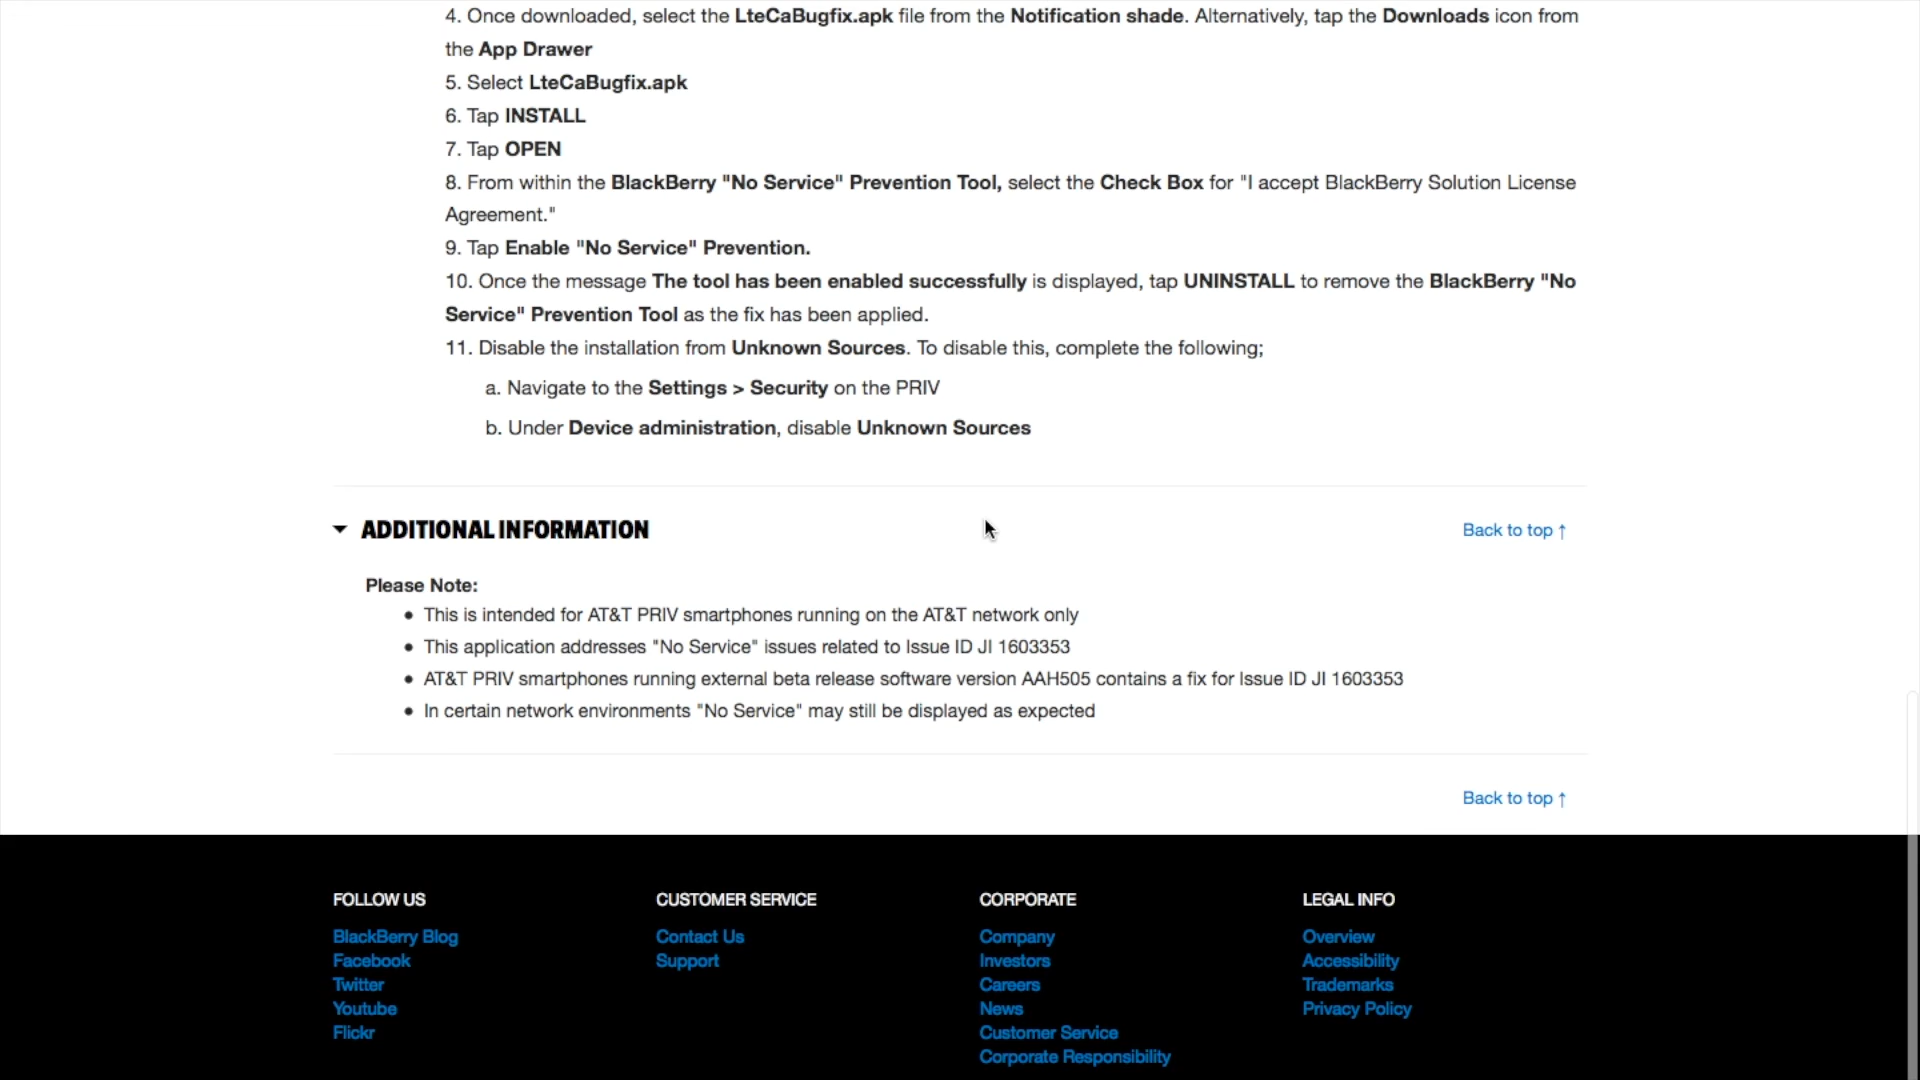 4. Once downloaded, select the LteCaBugfix.apk file from the Notification shade. Alternatively, tap the Downloads icon from
the App Drawer
5. Select LteCaBugfix.apk
6. Tap INSTALL
7. Tap OPEN
8. From within the BlackBerry "No Service" Prevention Tool, select the Check Box for "I accept BlackBerry Solution License
Agreement."
9. Tap Enable "No Service" Prevention.
10. Once the message The tool has been enabled successfully is displayed, tap UNINSTALL to remove the BlackBerry "No
Service" Prevention Tool as the fix has been applied.
11. Disable the installation from Unknown Sources. To disable this, complete the following;
a. Navigate to the Settings > Security on the PRIV
b. Under Device administration, disable Unknown Sources
ADDITIONAL INFORMATION
Back to top ↑
Please Note:
• This is intended for AT&T PRIV smartphones running on the AT&T network only
• This application addresses "No Service" issues related to Issue ID JI 1603353
• AT&T PRIV smartphones running external beta release software version AAH505 contains a fix for Issue ID JI 1603353
• In certain network environments "No Service" may still be displayed as expected
Back to top ↑
FOLLOW US
BlackBerry Blog
Facebook
Twitter
Youtube
Flickr
CUSTOMER SERVICE
Contact Us
Support
CORPORATE
Company
Investors
Careers
News
Customer Service
Corporate Responsibility
LEGAL INFO
Overview
Accessibility
Trademarks
Privacy Policy